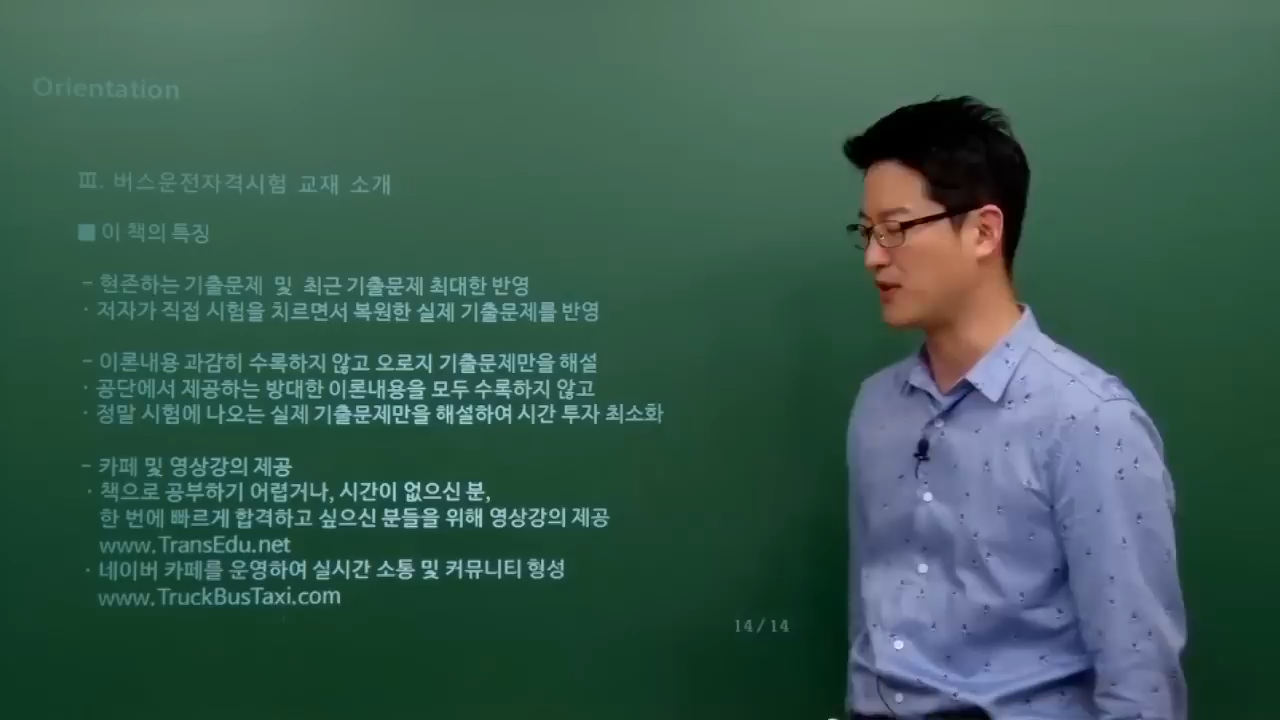 Orientation
Ⅲ. 버스운전자격시험 교재 소개
■ 이 책의 특징
- 현존하는 기출문제 및 최근 기출문제 최대한 반영
· 저자가 직접 시험을 치르면서 복원한 실제 기출문제를 반영
- 이론내용 과감히 수록하지 않고 오로지 기출문제만을 해설
· 공단에서 제공하는 방대한 이론내용을 모두 수록하지 않고
· 정말 시험에 나오는 실제 기출문제만을 해설하여 시간 투자 최소화
- 카페 및 영상강의 제공
· 책으로 공부하기 어렵거나, 시간이 없으신 분,
한 번에 빠르게 합격하고 싶으신 분들을 위해 영상강의 제공
www.TransEdu.net
· 네이버 카페를 운영하여 실시간 소통 및 커뮤니티 형성
www.TruckBusTaxi.com
14/14